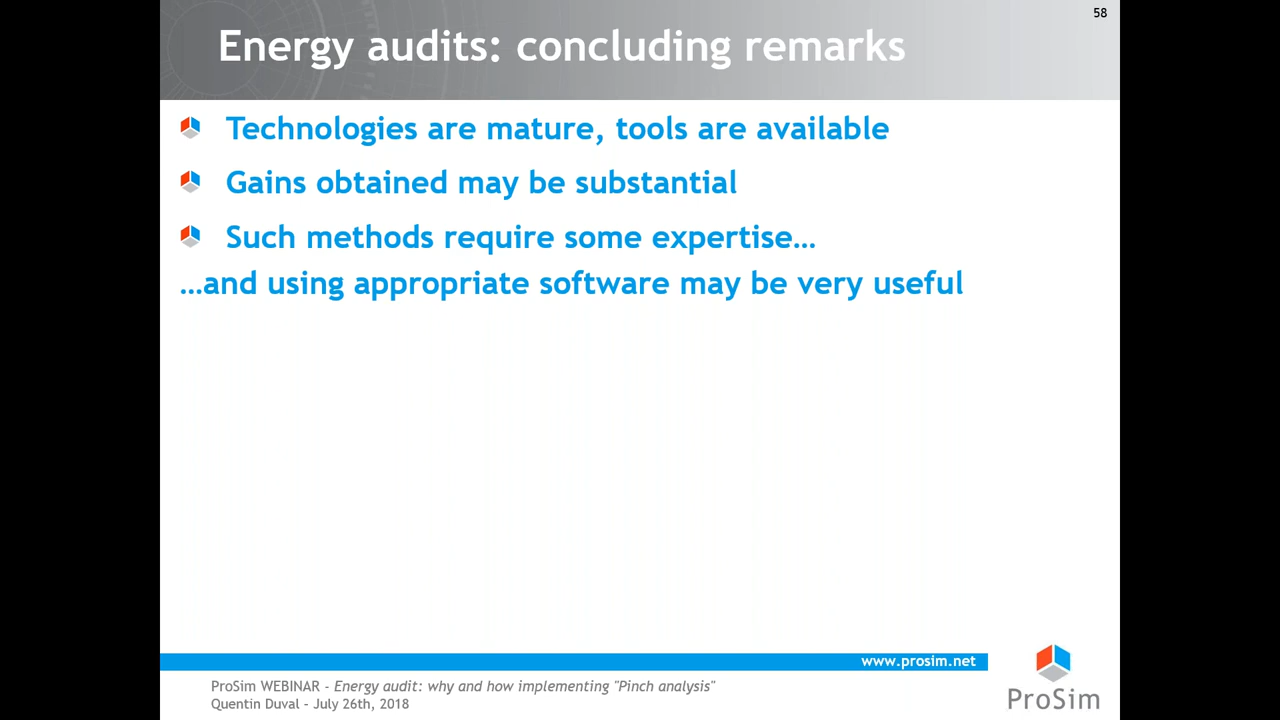 58
Energy audits: concluding remarks
Technologies are mature, tools are available
Gains obtained may be substantial
Such methods require some expertise…
…and using appropriate software may be very useful
www.prosim.net
ProSim WEBINAR - Energy audit: why and how implementing "Pinch analysis"
Quentin Duval – July 26th, 2018
ProSim